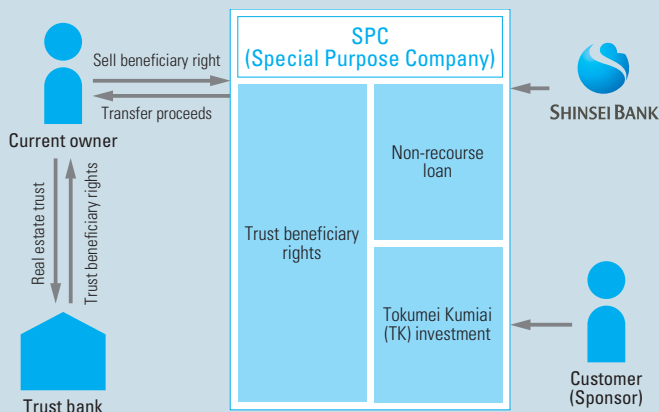 SPC
(Special Purpose Company)
Sell beneficiary right
Transfer proceeds
Current owner
Real estate trust
Trust beneficiary rights
Trust bank
Trust beneficiary
rights
Non-recourse
loan
Tokumei Kumiai
(TK) investment
SHINSEI BANK
Customer
(Sponsor)